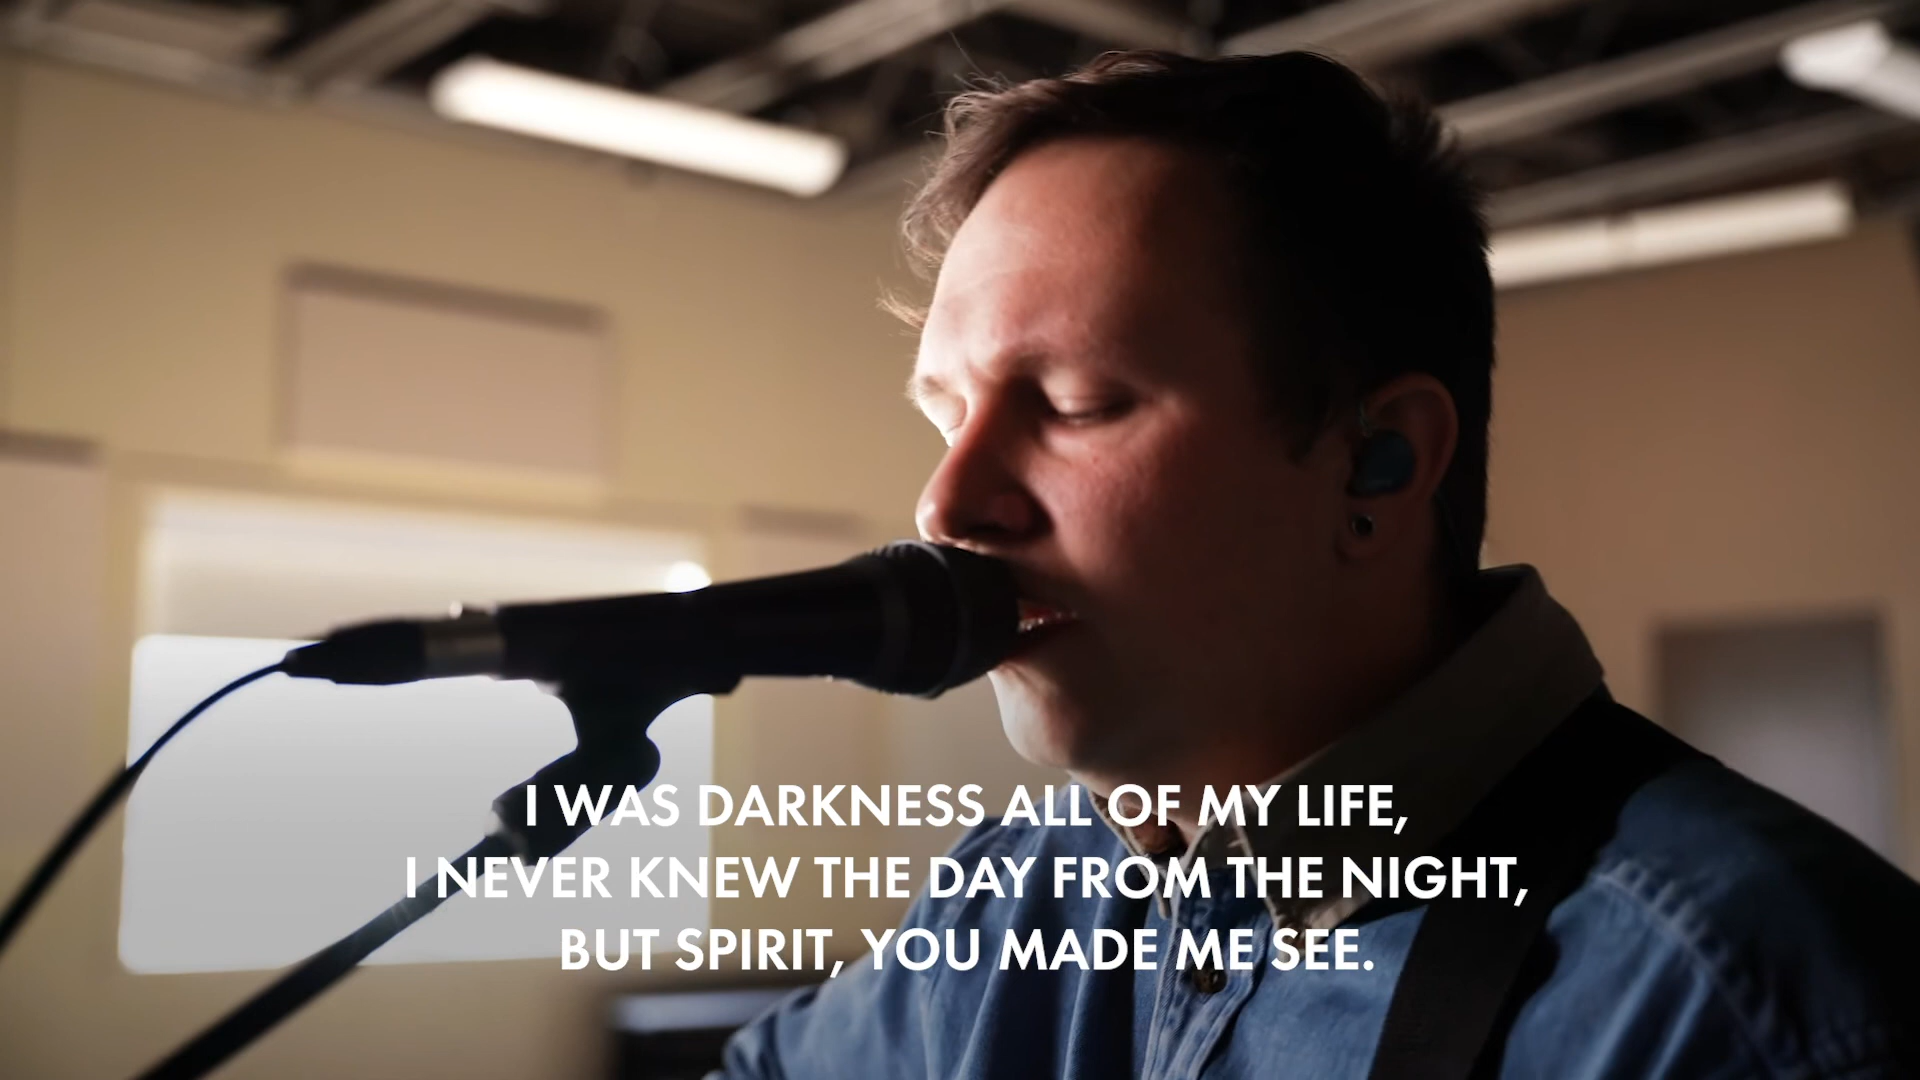 I WAS DARKNESS ALL OF MY LIFE,
I NEVER KNEW THE DAY FROM THE NIGHT,
BUT SPIRIT, YOU MADE ME SEE.